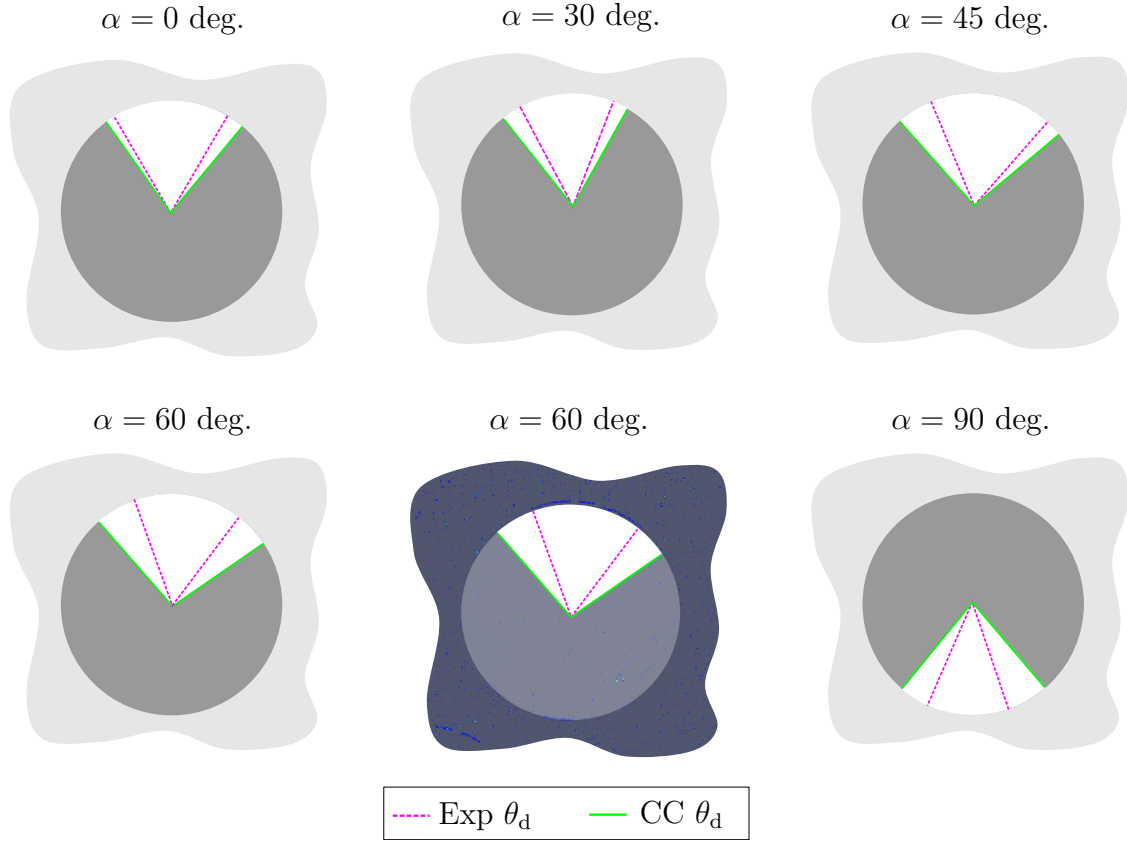 α = 0 deg.
α = 30 deg.
α = 45 deg.
α = 60 deg.
α = 60 deg.
α = 90 deg.
Exp θd
CC θd